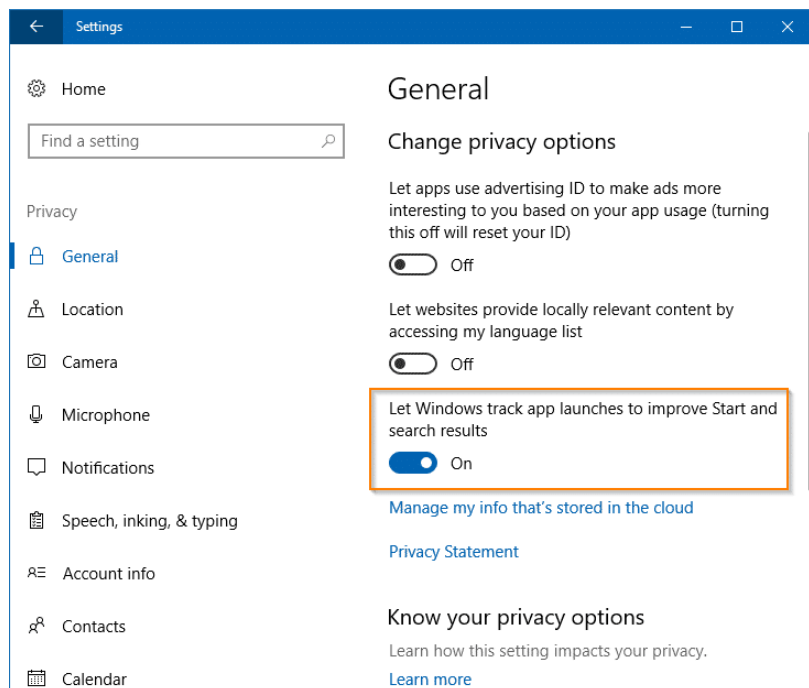 Settings
Home
Find a setting
Privacy
General
Location
Camera
Microphone
Notifications
Speech, inking, & typing
Account info
Contacts
Calendar
General
Change privacy options
Let apps use advertising ID to make ads more
interesting to you based on your app usage (turning
this off will reset your ID)
Off
Let websites provide locally relevant content by
accessing my language list
Off
Let Windows track app launches to improve Start and
search results
On
Manage my info that's stored in the cloud
Privacy Statement
Know your privacy options
Learn how this setting impacts your privacy.
Learn more